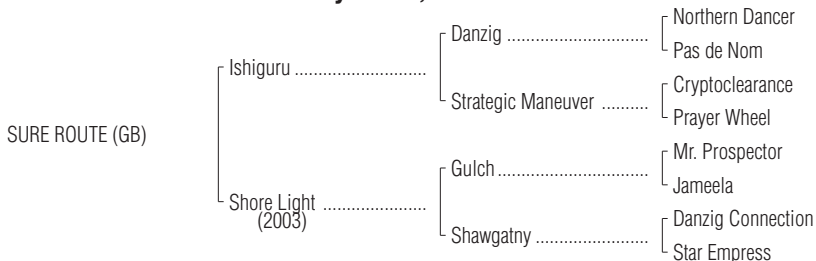 Northern Dancer
Danzig
Pas de Nom
Ishiguru
Cryptoclearance
Strategic Maneuver
Prayer Wheel
SURE ROUTE (GB)
Mr. Prospector
Gulch
Jameela
Shore Light
(2003)
Danzig Connection
Shawgatny
Star Empress